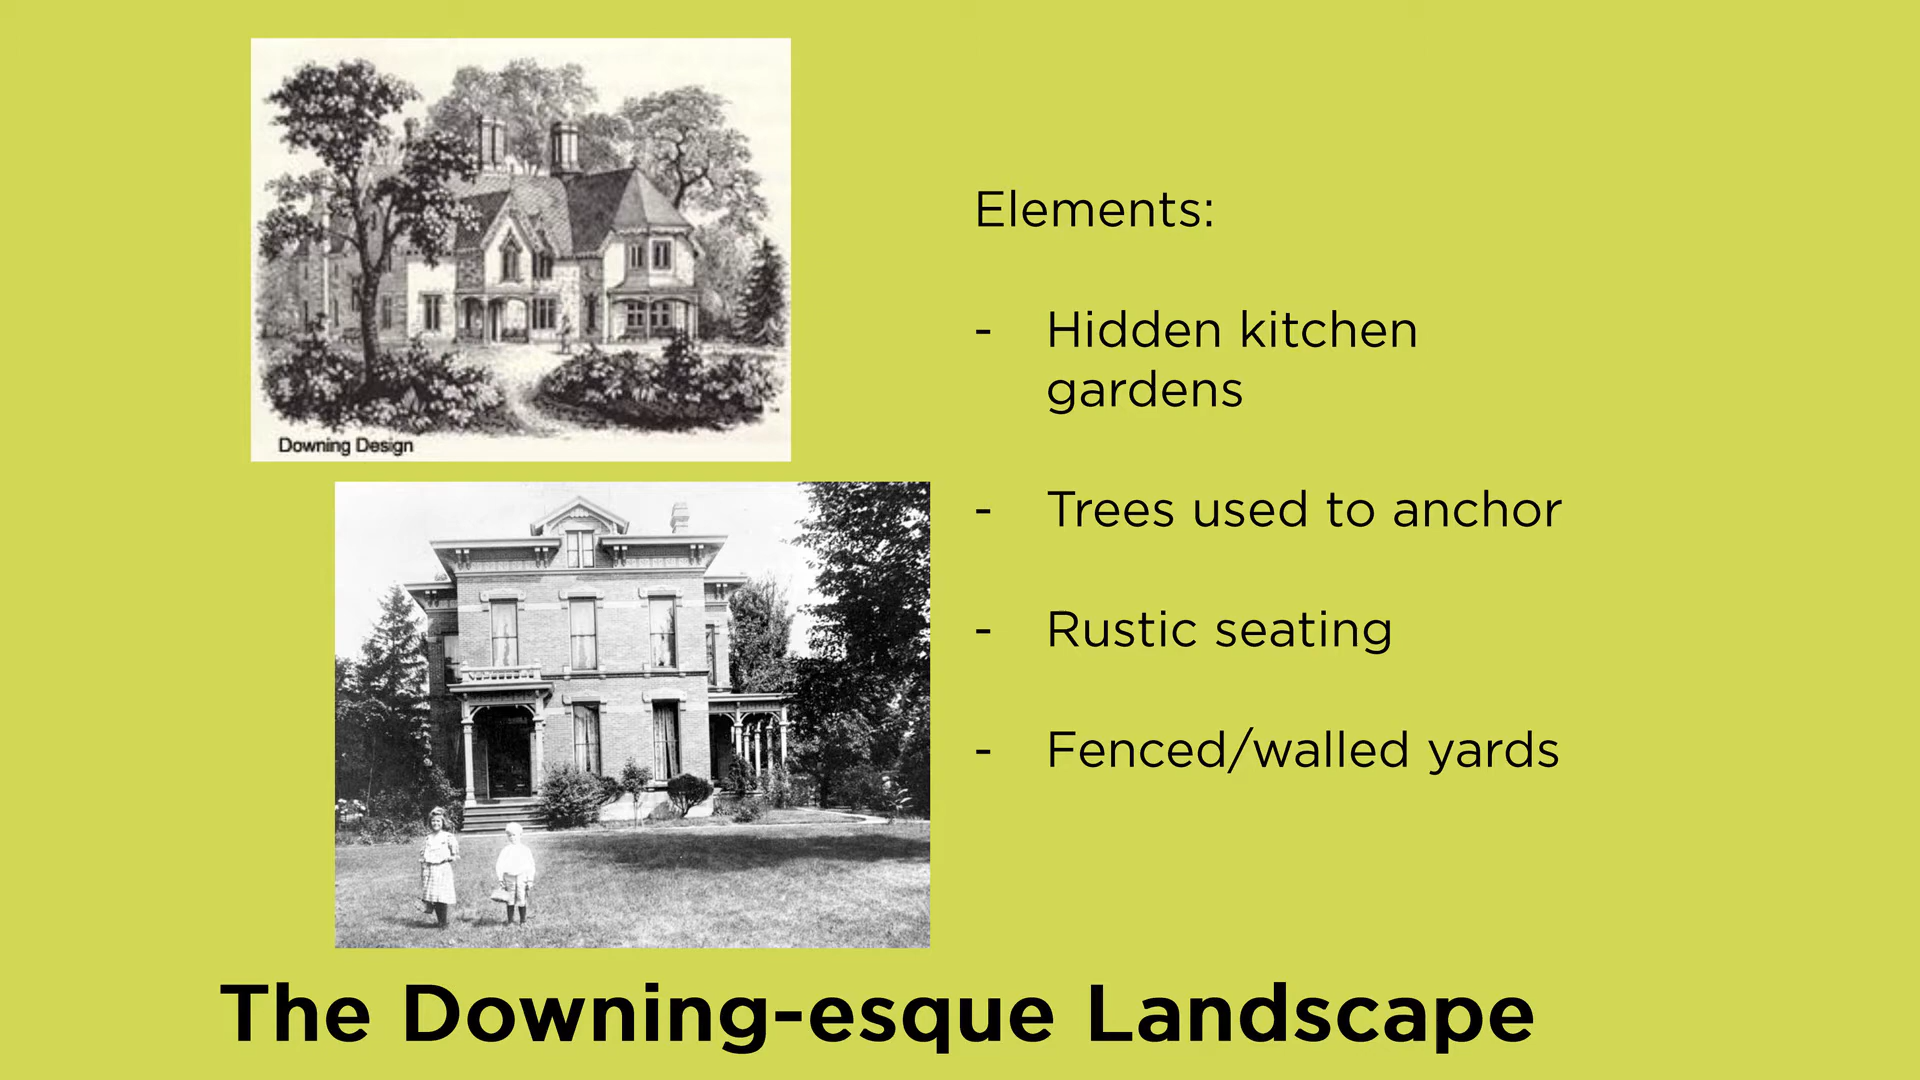 Downing Design
Elements:
- Hidden kitchen
gardens
- Trees used to anchor
- Rustic seating
- Fenced/walled yards
The Downing-esque Landscape